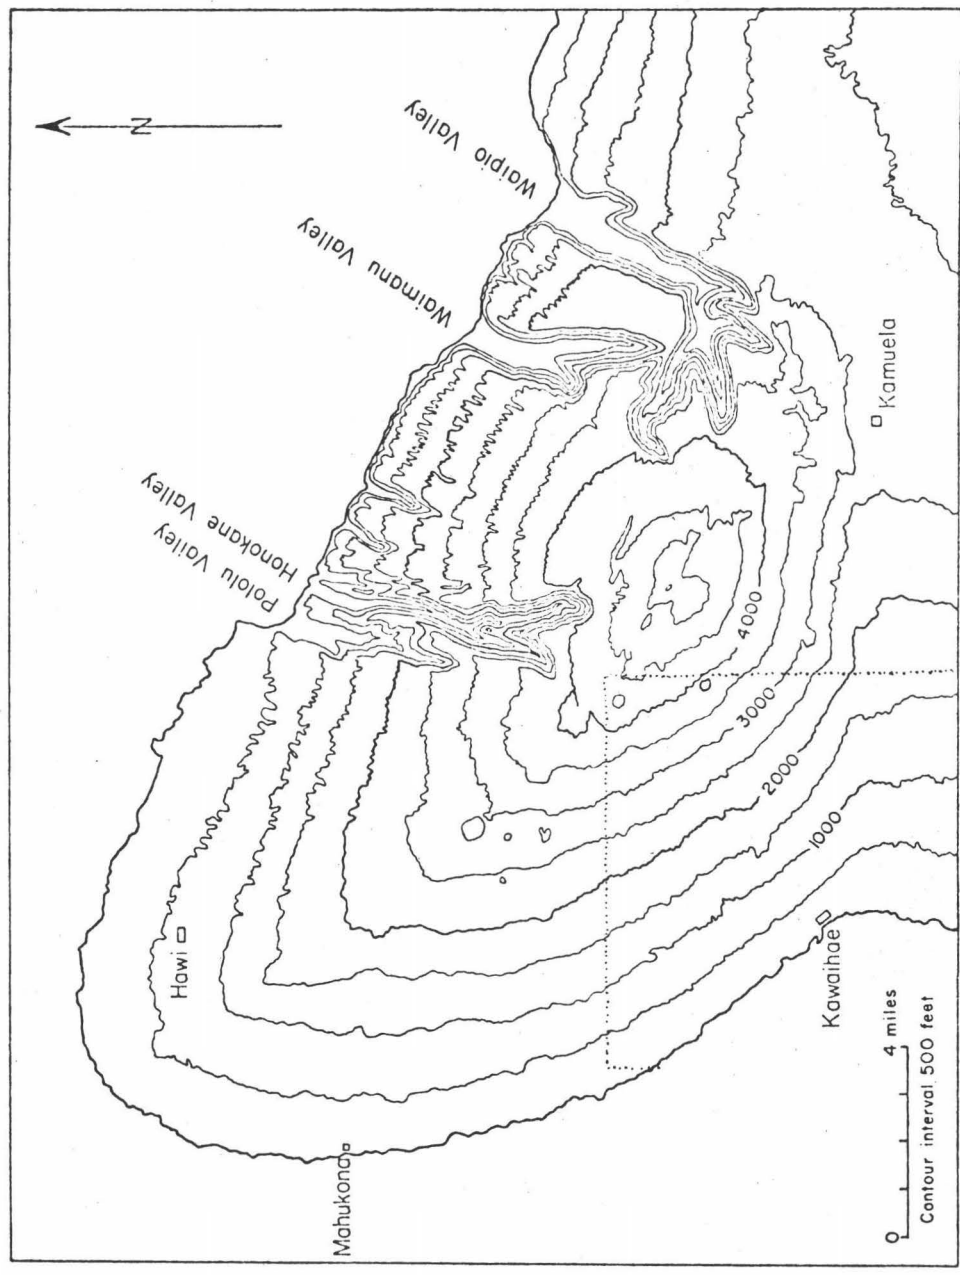 N
Waipio Valley
Waimanu Valley
Honokane Valley
Pololu Valley
Hawi
Mahukona
Kamuela
Kawaihae
4000
3000
2000
1000
0 4 miles
Contour interval 500 feet